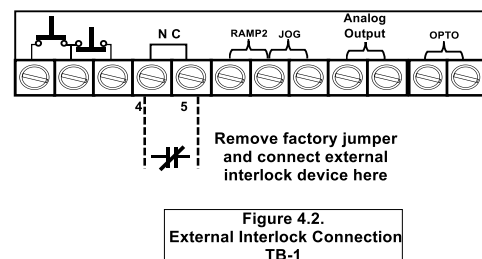 N C
RAMP2
JOG
Analog
Output
OPTO
4
5
Remove factory jumper
and connect external
interlock device here
Figure 4.2.
External Interlock Connection
TB-1